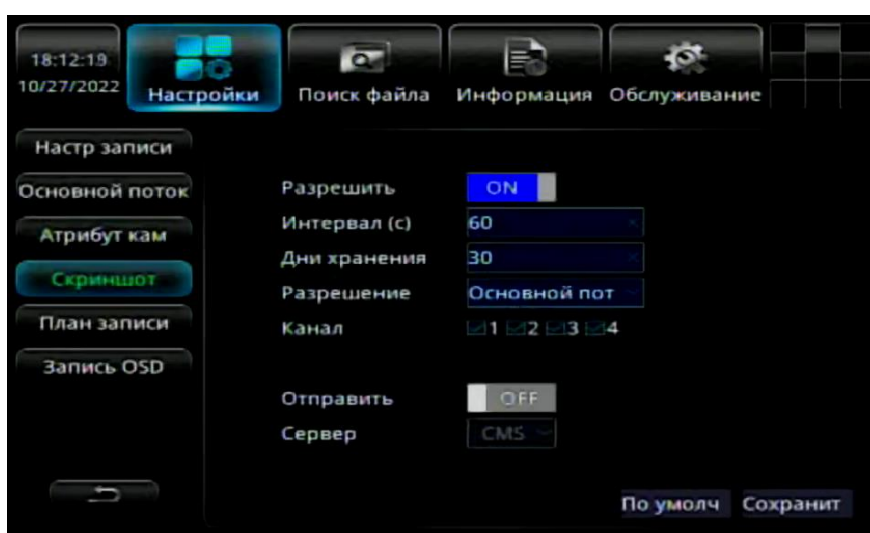 18:12:19
10/27/2022
Настройки
Поиск файла
Информация
Обслуживание
Настр записи
Основной поток
Атрибут кам
Скриншот
План записи
Запись OSD
Разрешить ON
Интервал (с) 60
Дни хранения 30
Разрешение Основной пот
Канал 1 2 3 4
Отправить OFF
Сервер CMS
По умолч Сохранит